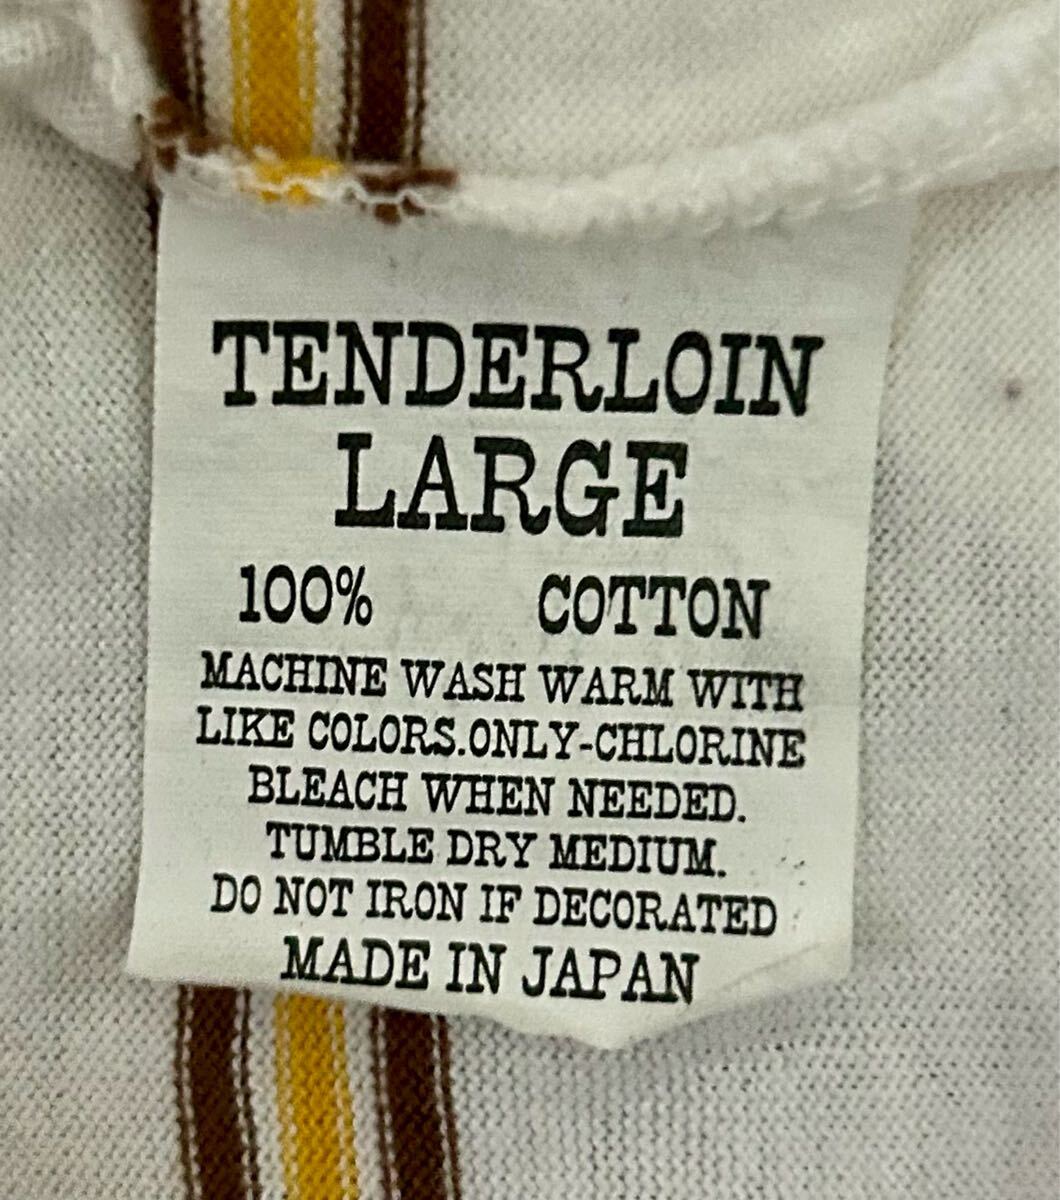 TENDERLOIN
LARGE
100% COTTON
MACHINE WASH WARM WITH
LIKE COLORS.ONLY-CHLORINE
BLEACH WHEN NEEDED.
TUMBLE DRY MEDIUM.
DO NOT IRON IF DECORATED
MADE IN JAPAN